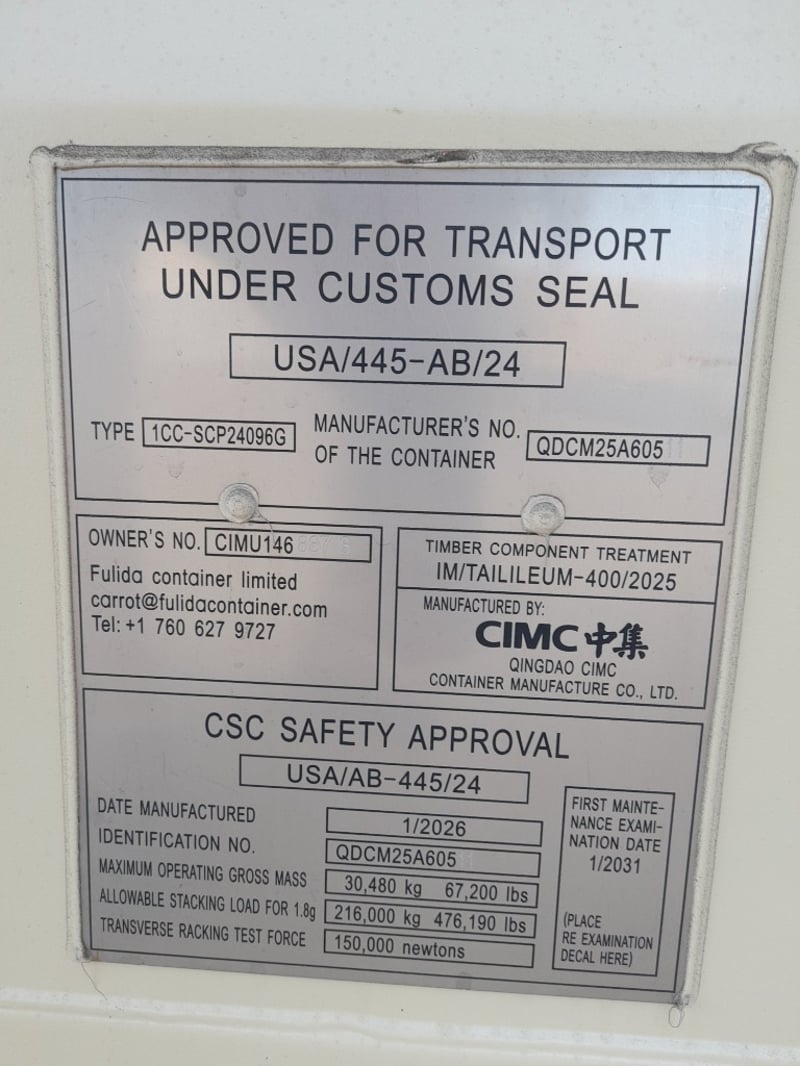 APPROVED FOR TRANSPORT
UNDER CUSTOMS SEAL
USA/445-AB/24
TYPE 1CC-SCP24096G
MANUFACTURER'S NO.
OF THE CONTAINER
QDCM25A605
OWNER'S NO. CIMU146
Fulida container limited
carrot@fulidacontainer.com
Tel: +1 760 627 9727
TIMBER COMPONENT TREATMENT
IM/TAILILEUM-400/2025
MANUFACTURED BY:
CIMC中集
QINGDAO CIMC
CONTAINER MANUFACTURE CO., LTD.
CSC SAFETY APPROVAL
USA/AB-445/24
DATE MANUFACTURED 1/2026
IDENTIFICATION NO. QDCM25A605
MAXIMUM OPERATING GROSS MASS 30,480 kg 67,200 lbs
ALLOWABLE STACKING LOAD FOR 1.8g 216,000 kg 476,190 lbs
TRANSVERSE RACKING TEST FORCE 150,000 newtons
FIRST MAINTE-
NANCE EXAMI-
NATION DATE
1/2031
(PLACE
RE EXAMINATION
DECAL HERE)